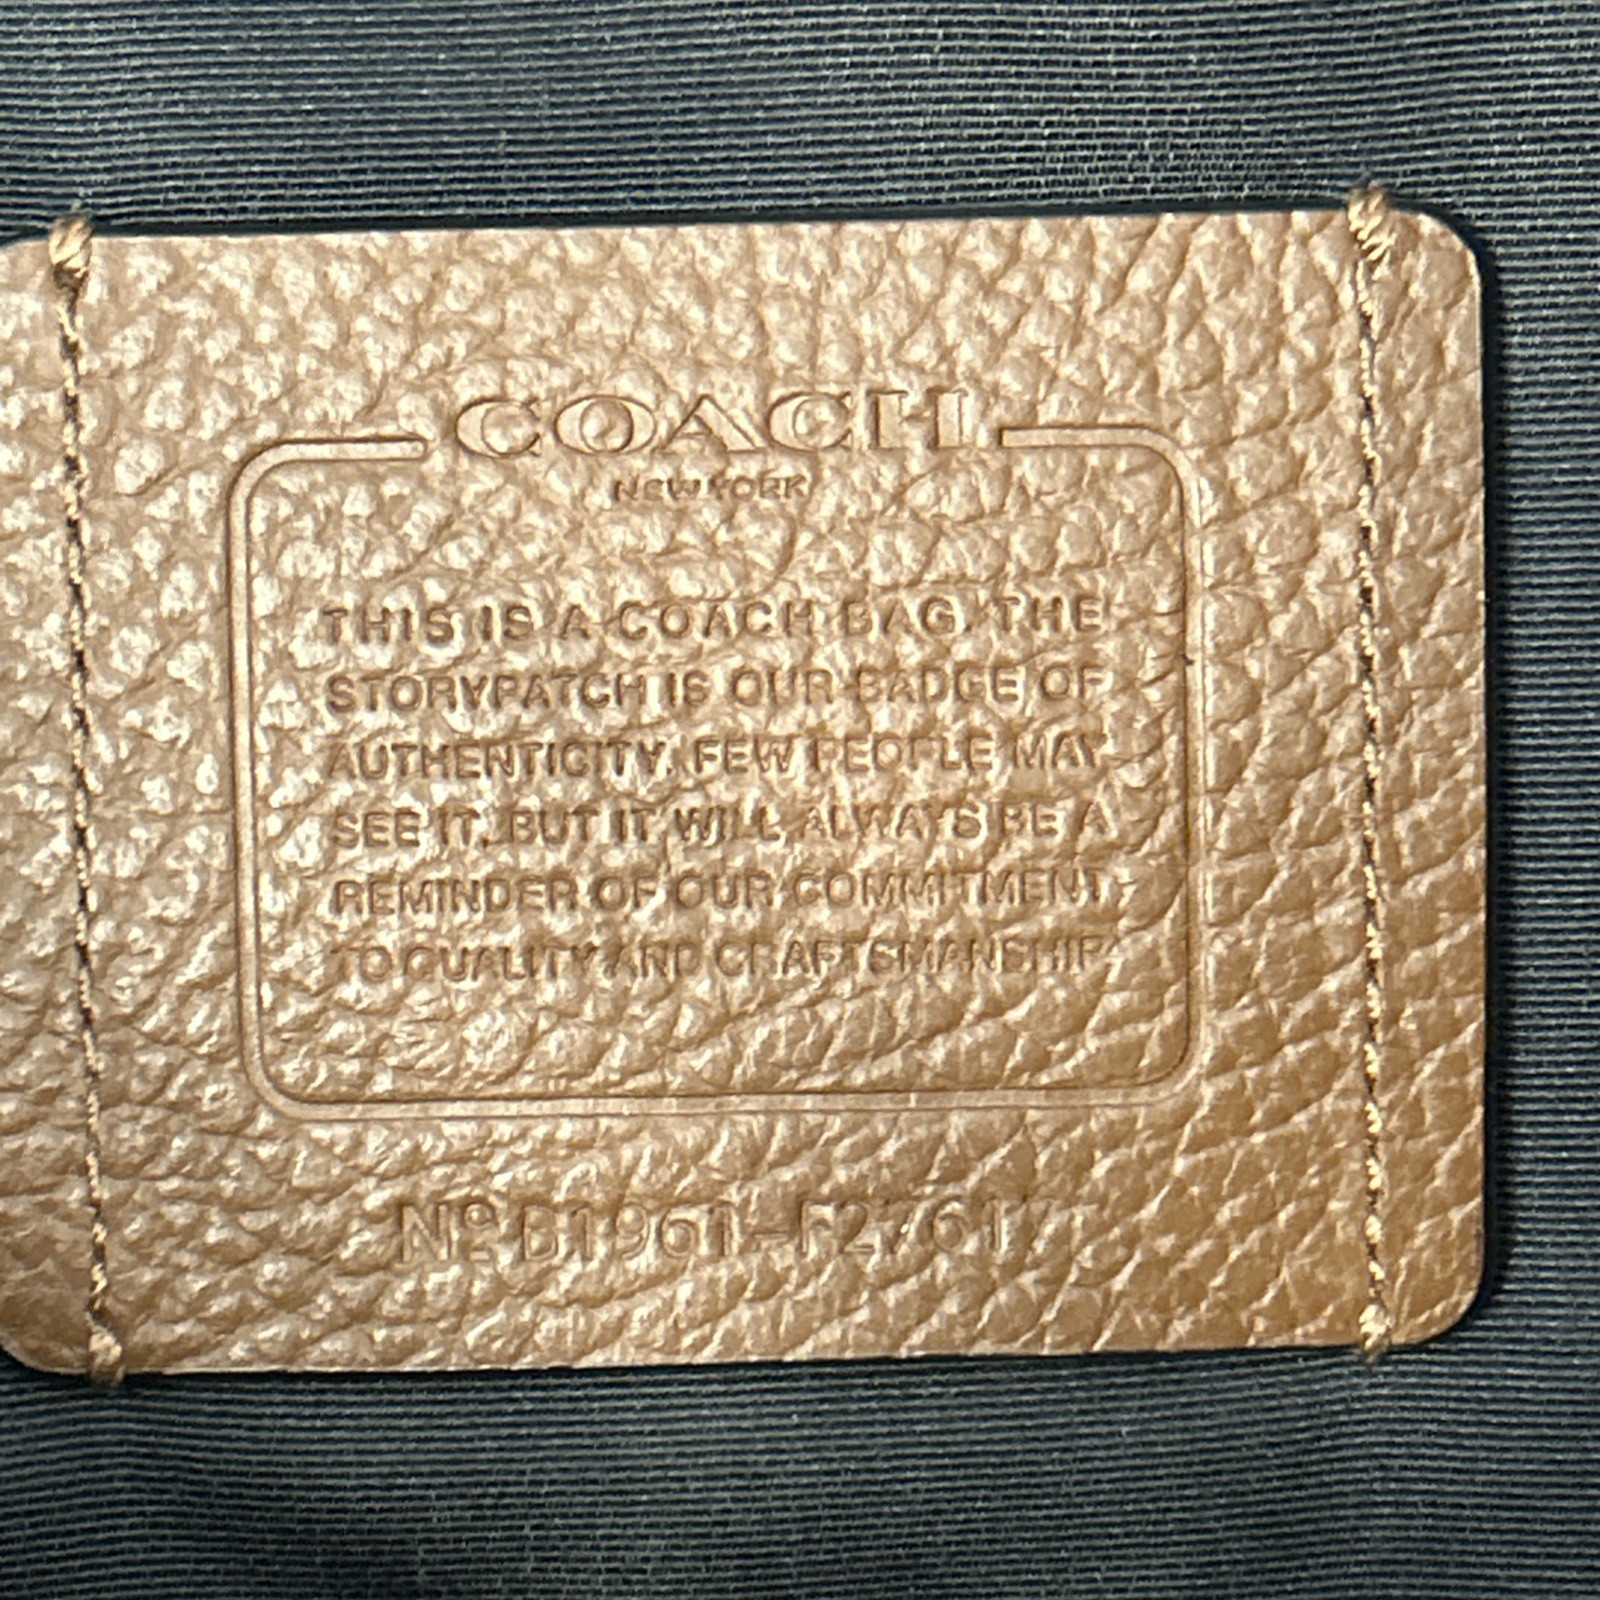 COACH
NEW YORK
THIS IS A COACH BAG. THE
STORYPATCH IS OUR BADGE OF
AUTHENTICITY. FEW PEOPLE MAY
SEE IT, BUT IT WILL ALWAYS BE A
REMINDER OF OUR COMMITMENT
TO QUALITY AND CRAFTSMANSHIP
Nº B1961-F27617